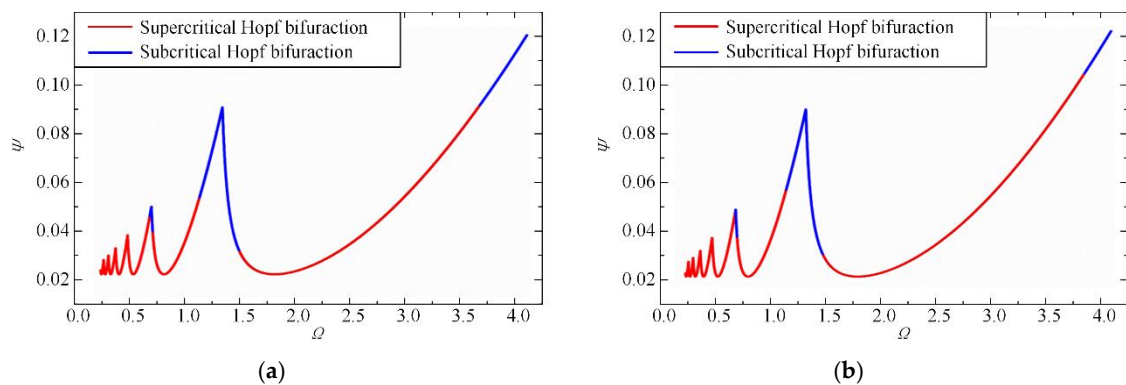 Supercritical Hopf bifuraction
Subcritical Hopf bifuraction
0.12
0.10
0.08
0.06
0.04
0.02
Ψ
0.0 0.5 1.0 1.5 2.0 2.5 3.0 3.5 4.0
Ω
(a)
Supercritical Hopf bifuraction
Subcritical Hopf bifuraction
0.12
0.10
0.08
0.06
0.04
0.02
Ψ
0.0 0.5 1.0 1.5 2.0 2.5 3.0 3.5 4.0
Ω
(b)